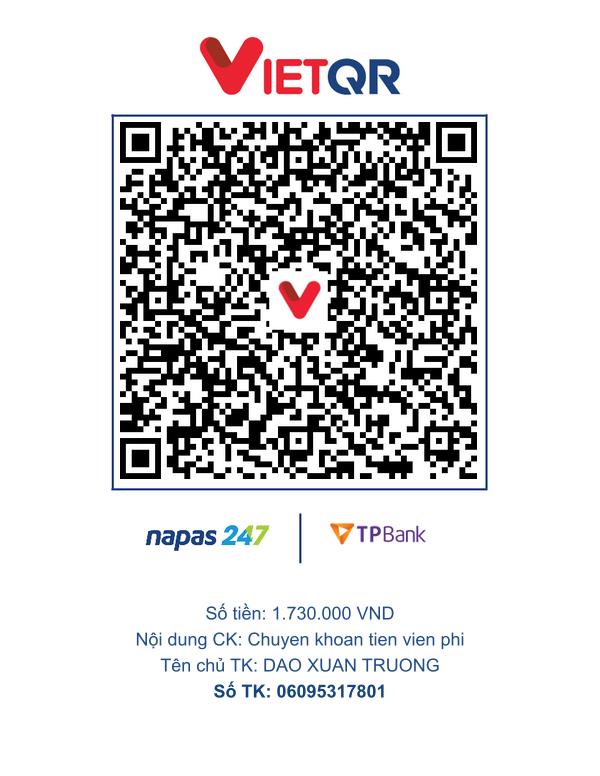 VIETQR
napas 247
TPBank
Số tiền: 1.730.000 VND
Nội dung CK: Chuyen khoan tien vien phi
Tên chủ TK: DAO XUAN TRUONG
Số TK: 06095317801